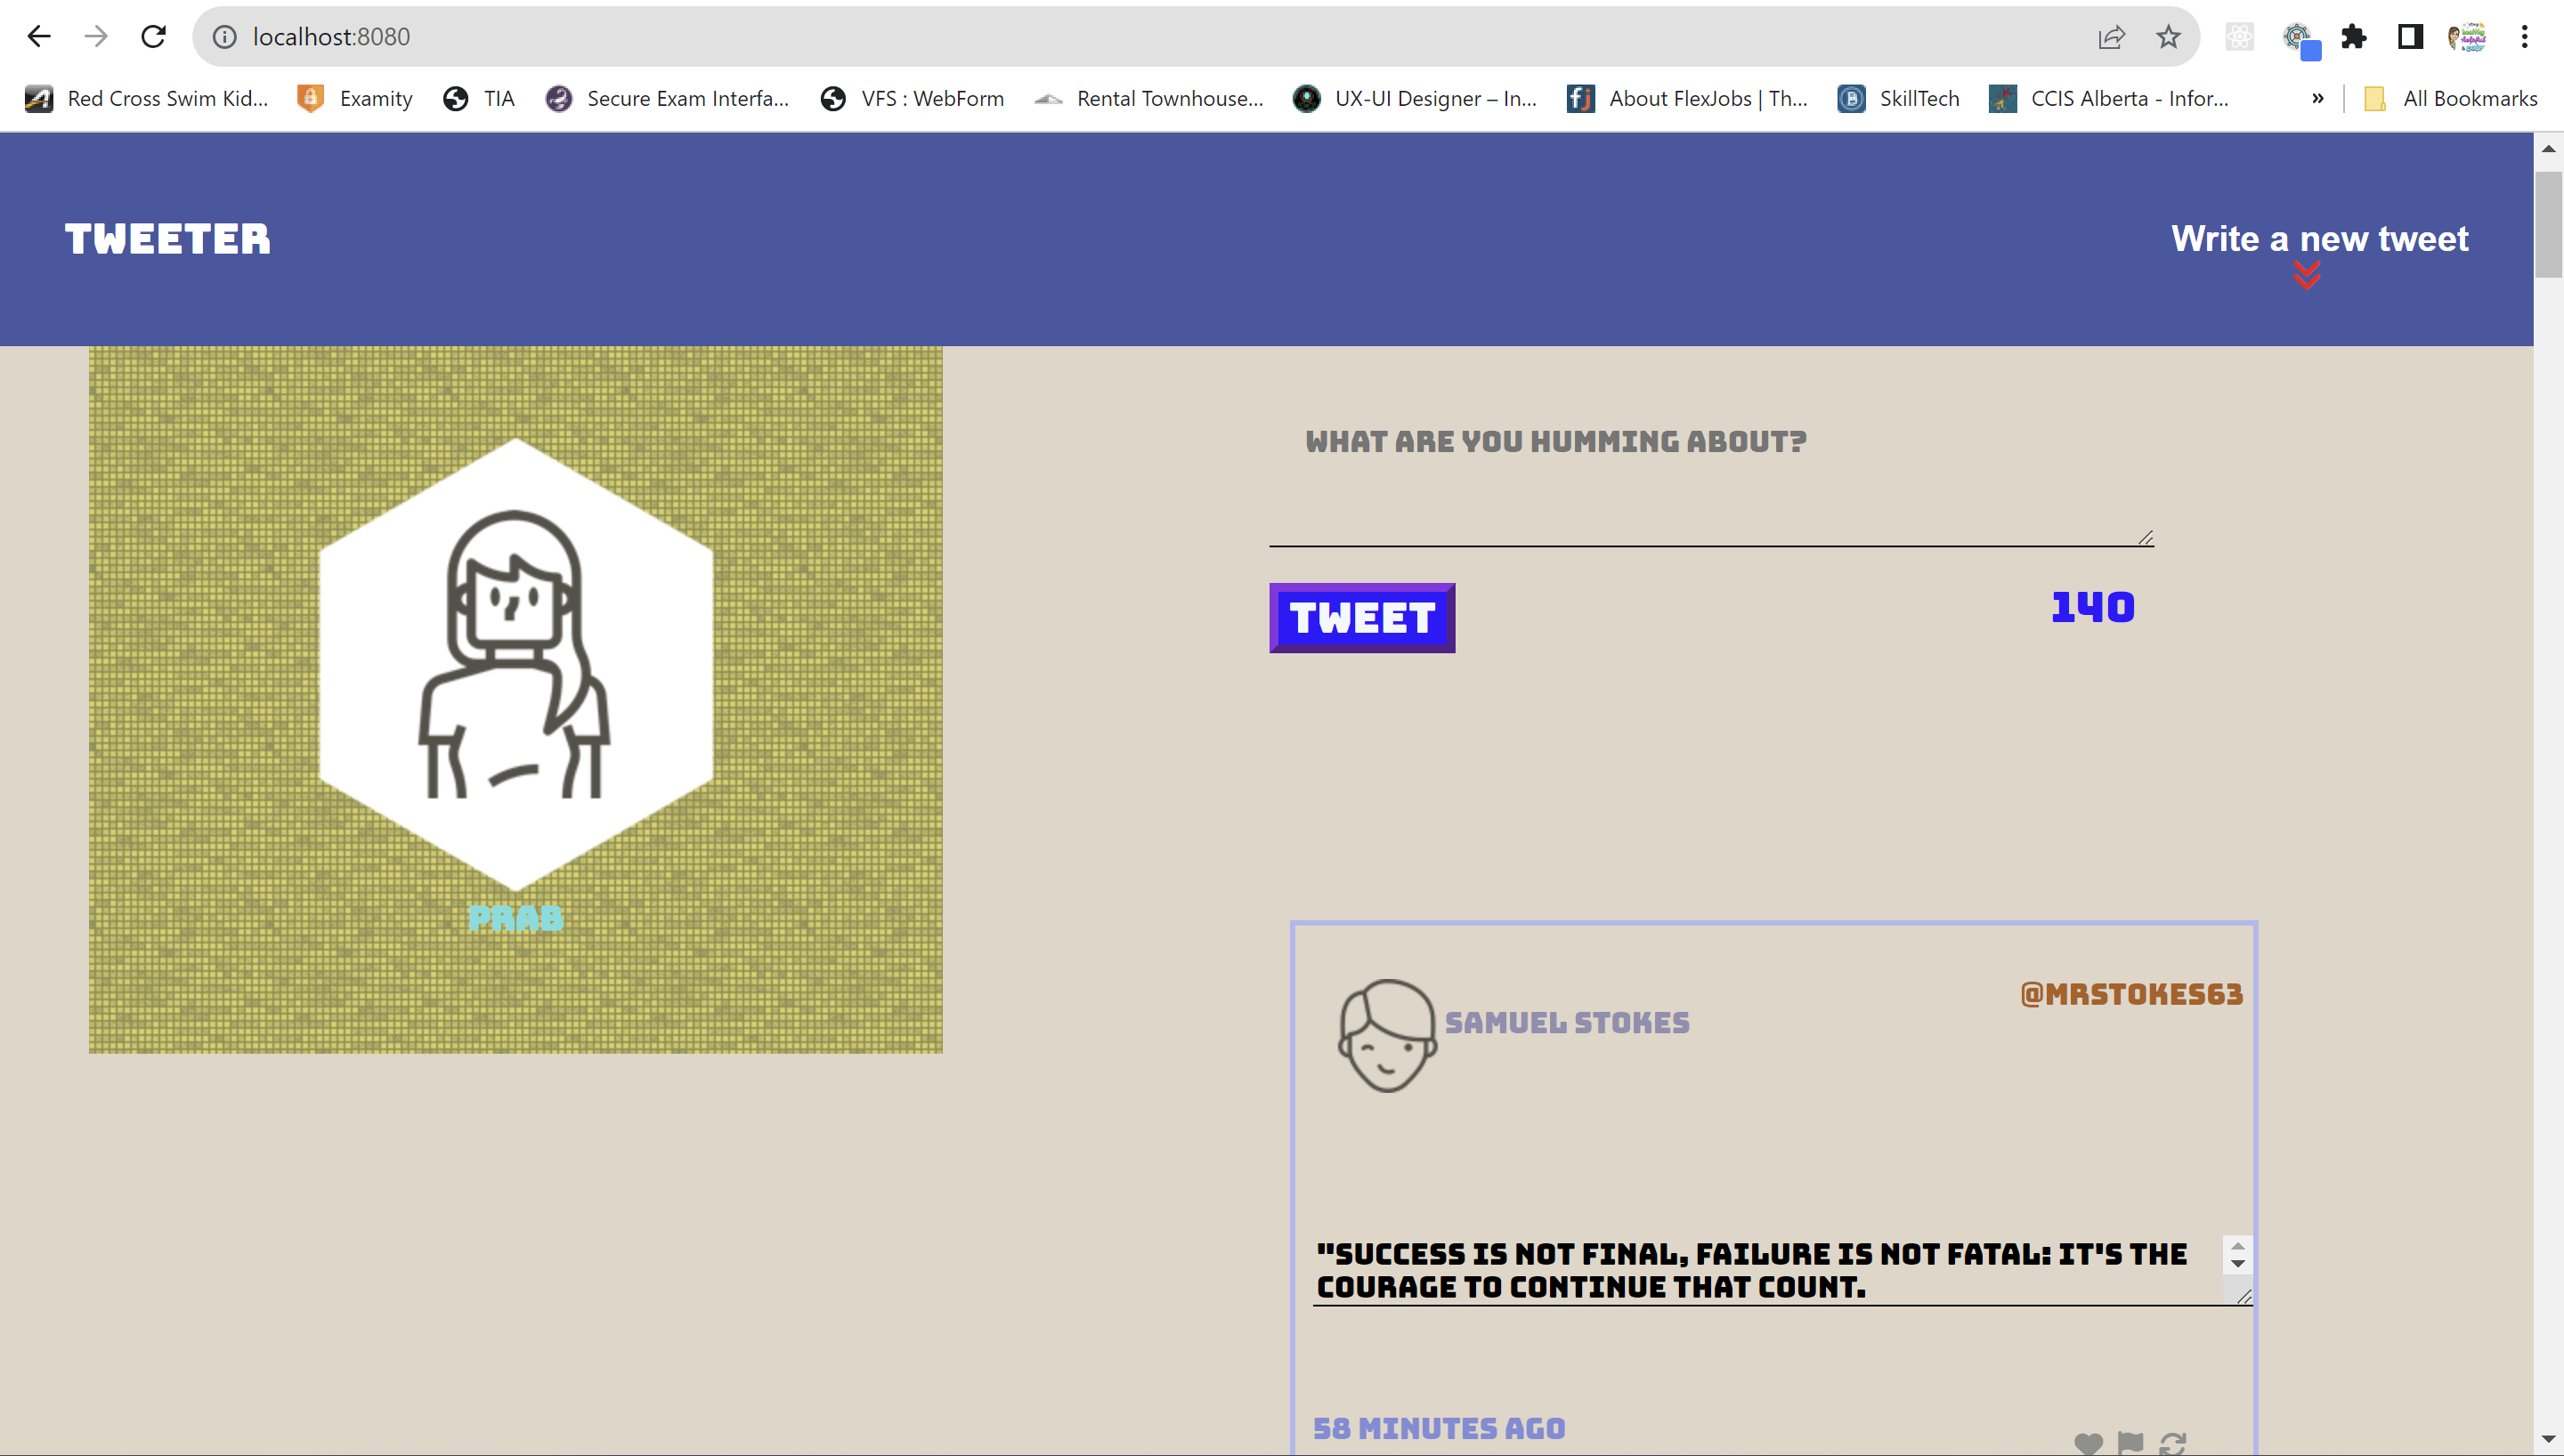 localhost:8080
Red Cross Swim Kid...
Examity
TIA
Secure Exam Interfa...
VFS : WebForm
Rental Townhouse...
UX-UI Designer – In...
About FlexJobs | Th...
SkillTech
CCIS Alberta - Infor...
»
All Bookmarks
TWEETER
Write a new tweet
WHAT ARE YOU HUMMING ABOUT?
TWEET
140
PRAB
@MRSTOKES63
SAMUEL STOKES
"SUCCESS IS NOT FINAL, FAILURE IS NOT FATAL: IT'S THE
COURAGE TO CONTINUE THAT COUNT.
58 MINUTES AGO